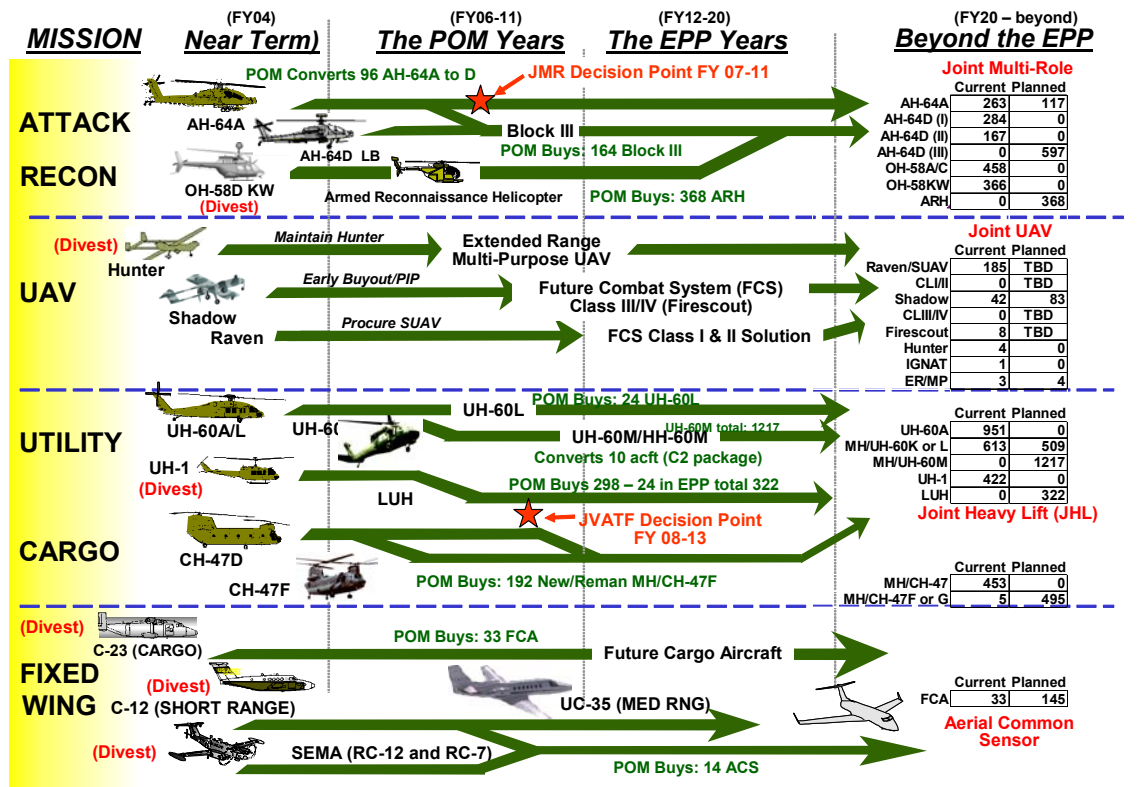 (FY04) (FY06-11) (FY12-20) (FY20 – beyond)
MISSION Near Term) The POM Years The EPP Years Beyond the EPP
POM Converts 96 AH-64A to D
JMR Decision Point FY 07-11
Joint Multi-Role
Current Planned
AH-64A 263 117
AH-64D (I) 284 0
AH-64D (II) 167 0
AH-64D (III) 0 597
OH-58A/C 458 0
OH-58KW 366 0
ARH 0 368
ATTACK
AH-64A
AH-64D LB
Block III
POM Buys: 164 Block III
RECON
OH-58D KW
(Divest)
Armed Reconnaissance Helicopter
POM Buys: 368 ARH
UAV
(Divest)
Hunter
Maintain Hunter
Extended Range
Multi-Purpose UAV
Early Buyout/PIP
Shadow
Future Combat System (FCS)
Class III/IV (Firescout)
Raven
Procure SUAV
FCS Class I & II Solution
Joint UAV
Current Planned
Raven/SUAV 185 TBD
CLI/II 0 TBD
Shadow 42 83
CLIII/IV 0 TBD
Firescout 8 TBD
Hunter 4 0
IGNAT 1 0
ER/MP 3 4
UTILITY
UH-60A/L
UH-60
UH-60L
POM Buys: 24 UH-60L
UH-60M total: 1217
UH-60M/HH-60M
Converts 10 acft (C2 package)
UH-1
(Divest)
LUH
POM Buys 298 – 24 in EPP total 322
Current Planned
UH-60A 951 0
MH/UH-60K or L 613 509
MH/UH-60M 0 1217
UH-1 422 0
LUH 0 322
Joint Heavy Lift (JHL)
JVATF Decision Point
FY 08-13
CARGO
CH-47D
CH-47F
POM Buys: 192 New/Reman MH/CH-47F
Current Planned
MH/CH-47 453 0
MH/CH-47F or G 5 495
(Divest)
C-23 (CARGO)
POM Buys: 33 FCA
Future Cargo Aircraft
FIXED
WING
(Divest)
C-12 (SHORT RANGE)
UC-35 (MED RNG)
Current Planned
FCA 33 145
Aerial Common
Sensor
(Divest)
SEMA (RC-12 and RC-7)
POM Buys: 14 ACS